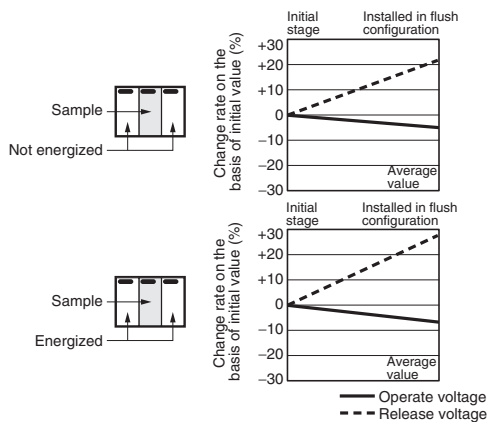 Initial stage
Installed in flush configuration
Change rate on the basis of initial value (%)
+30
+20
+10
0
−10
−20
−30
Average value
Sample
Not energized
Initial stage
Installed in flush configuration
Change rate on the basis of initial value (%)
+30
+20
+10
0
−10
−20
−30
Average value
Sample
Energized
Operate voltage
Release voltage